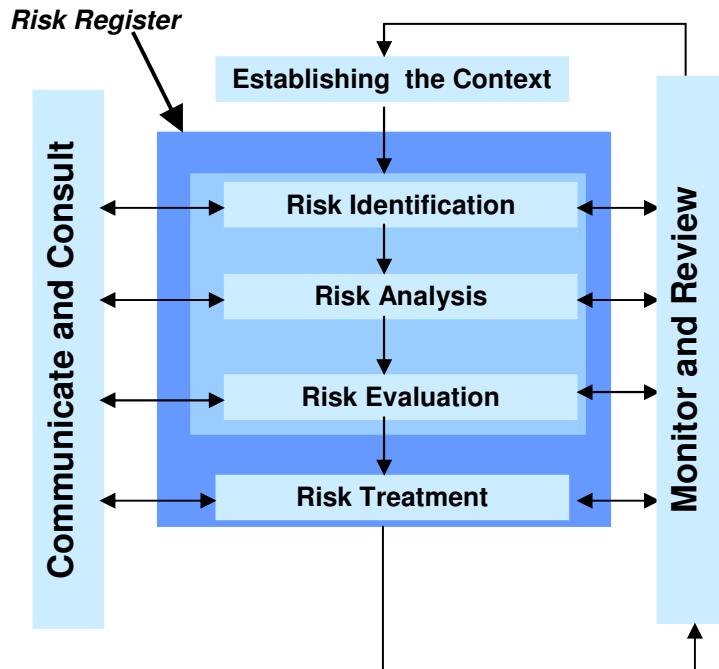 Risk Register
Establishing the Context
Communicate and Consult
Risk Identification
Risk Analysis
Risk Evaluation
Risk Treatment
Monitor and Review